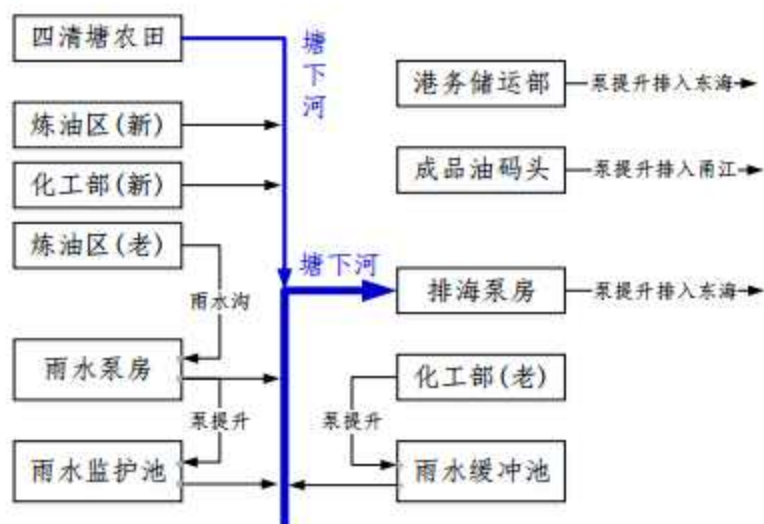 四清塘农田
塘下河
港务储运部
泵提升排入东海
炼油区(新)
成品油码头
泵提升排入甬江
化工部(新)
炼油区(老)
塘下河
排海泵房
泵提升排入东海
雨水沟
雨水泵房
化工部(老)
泵提升
泵提升
雨水监护池
雨水缓冲池